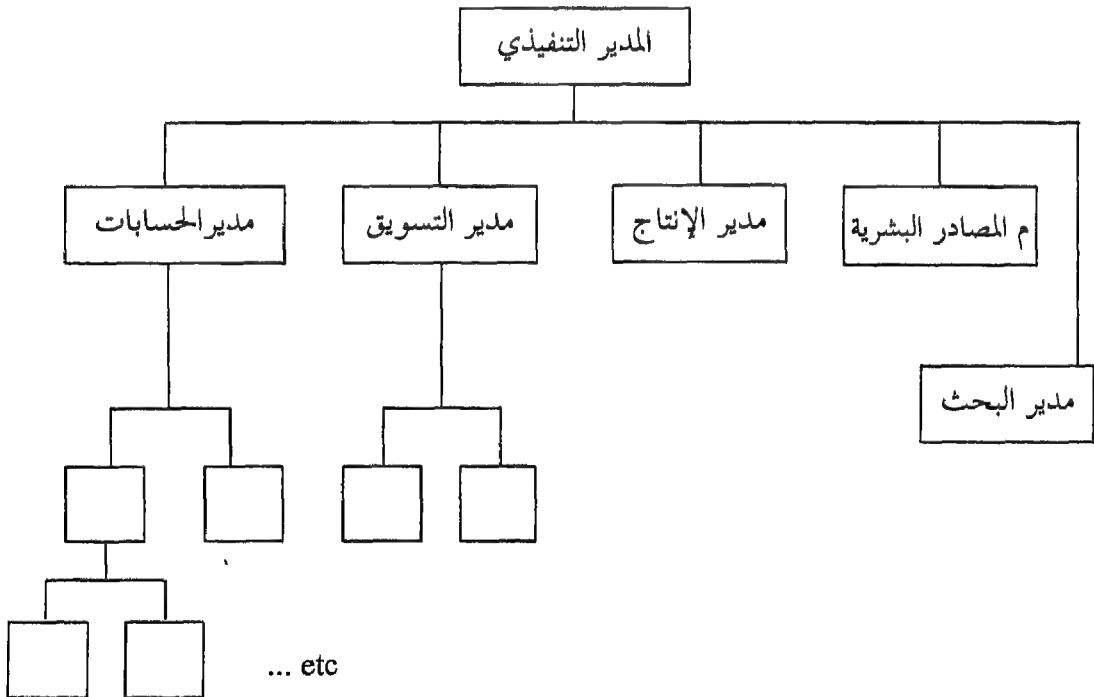 المدير التنفيذي
م المصادر البشرية
مدير الإنتاج
مدير التسويق
مدير الحسابات
مدير البحث
... etc